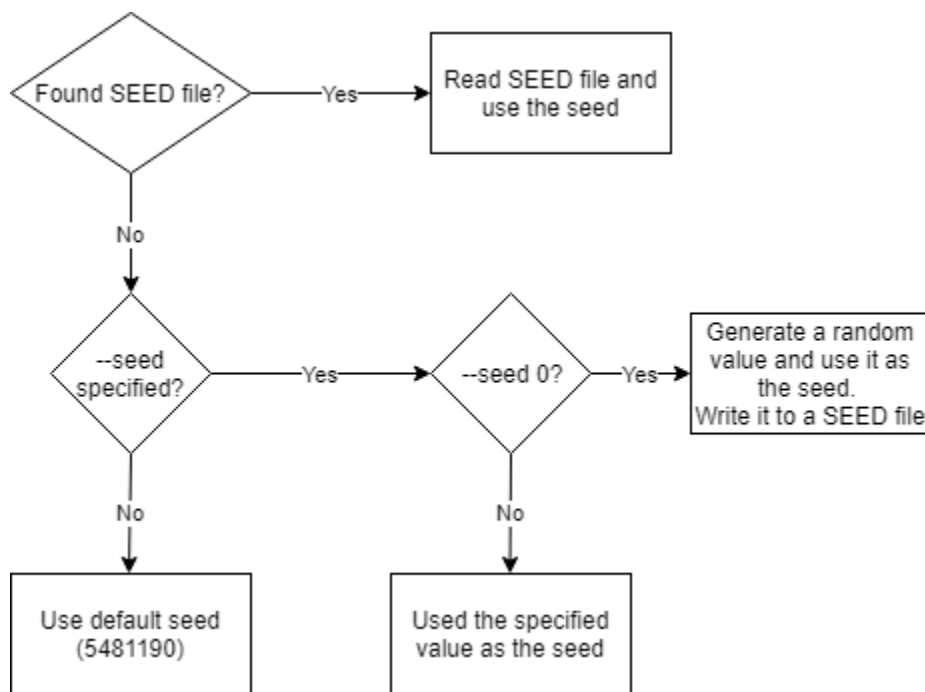 Found SEED file?
Yes
Read SEED file and
use the seed
No
--seed
specified?
Yes
--seed 0?
Yes
Generate a random
value and use it as
the seed.
Write it to a SEED file
No
No
Use default seed
(5481190)
Used the specified
value as the seed